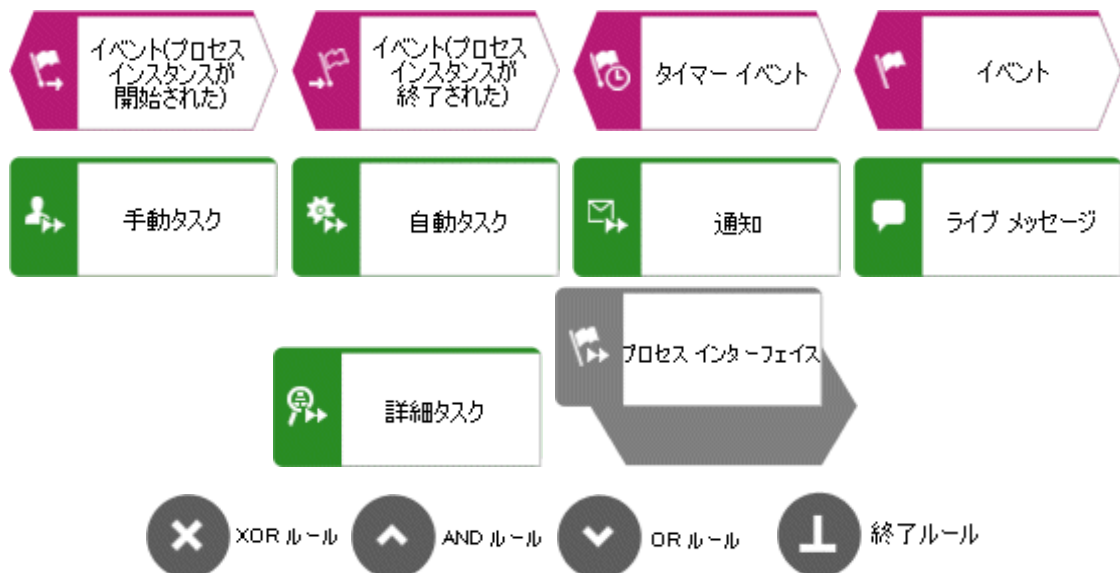 イベント(プロセス
インスタンスが
開始された)
イベント(プロセス
インスタンスが
終了された)
タイマー イベント
イベント
手動タスク
自動タスク
通知
ライブ メッセージ
プロセス インターフェイス
詳細タスク
XOR ルール
AND ルール
OR ルール
終了ルール